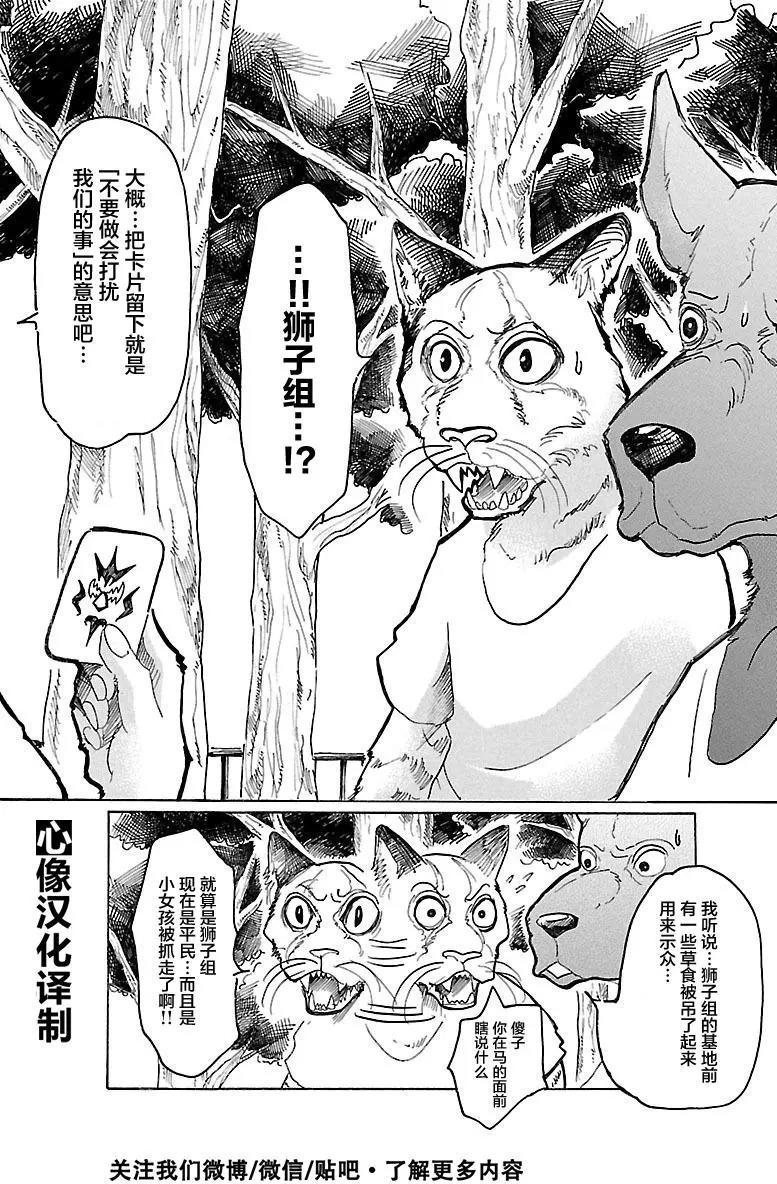 …!!狮子组…!?
大概…把卡片留下就是
「不要做会打扰
我们的事」的意思吧…
我听说…狮子组的基地前
有一些草食被吊了起来
用来示众…
傻子
你在马的面前
瞎说什么
就算是狮子组
现在是平民…而且是
小女孩被抓走了啊!!
心像汉化译制
关注我们微博/微信/贴吧·了解更多内容